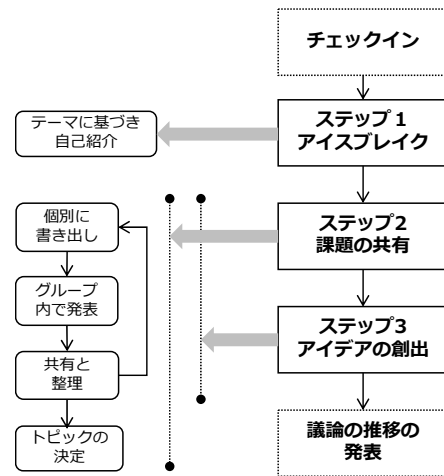 チェックイン
ステップ1
アイスブレイク
テーマに基づき
自己紹介
ステップ2
課題の共有
個別に
書き出し
グループ
内で発表
ステップ3
アイデアの創出
共有と
整理
トピックの
決定
議論の推移の
発表